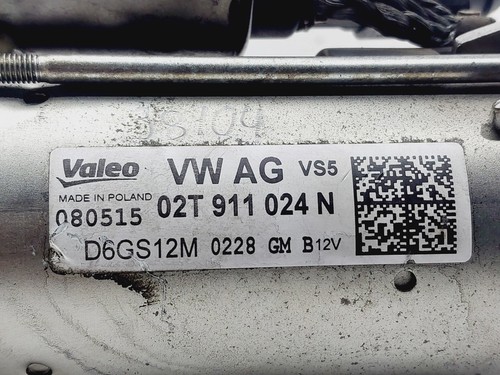 Valeo VW AG VS5
MADE IN POLAND
080515 02T 911 024 N
D6GS12M 0228 GM B12V